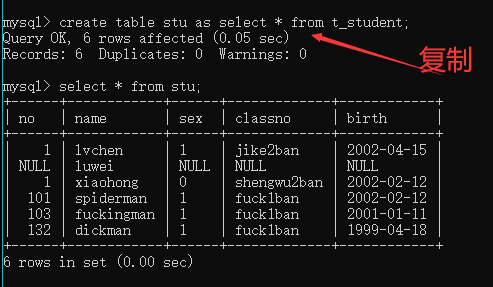 mysql> create table stu as select * from t_student;
Query OK, 6 rows affected (0.05 sec)
Records: 6  Duplicates: 0  Warnings: 0
复制
mysql> select * from stu;
+------+------------+------+-------------+------------+
| no   | name       | sex  | classno     | birth      |
+------+------------+------+-------------+------------+
|    1 | lvchen     | 1    | jike2ban    | 2002-04-15 |
| NULL | luwei      | NULL | NULL        | NULL       |
|    1 | xiaohong   | 0    | shengwu2ban | 2002-02-12 |
|  101 | spiderman  | 1    | fuck1ban    | 2002-02-12 |
|  103 | fuckingman | 1    | fuck1ban    | 2001-01-11 |
|  132 | dickman    | 1    | fuck1ban    | 1999-04-18 |
+------+------------+------+-------------+------------+
6 rows in set (0.00 sec)